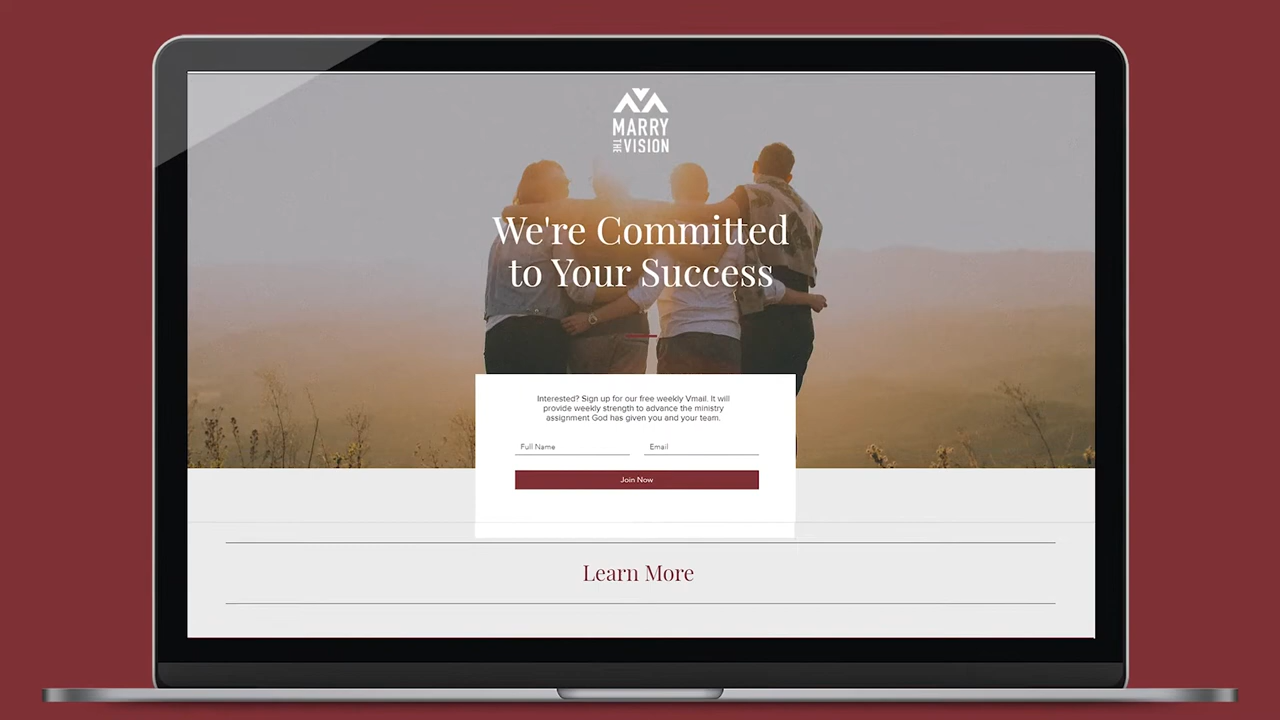 MARRY
THE VISION
We're Committed
to Your Success
Interested? Sign up for our free weekly Vmail. It will
provide weekly strength to advance the ministry
assignment God has given you and your team.
Full Name Email
Join Now
Learn More